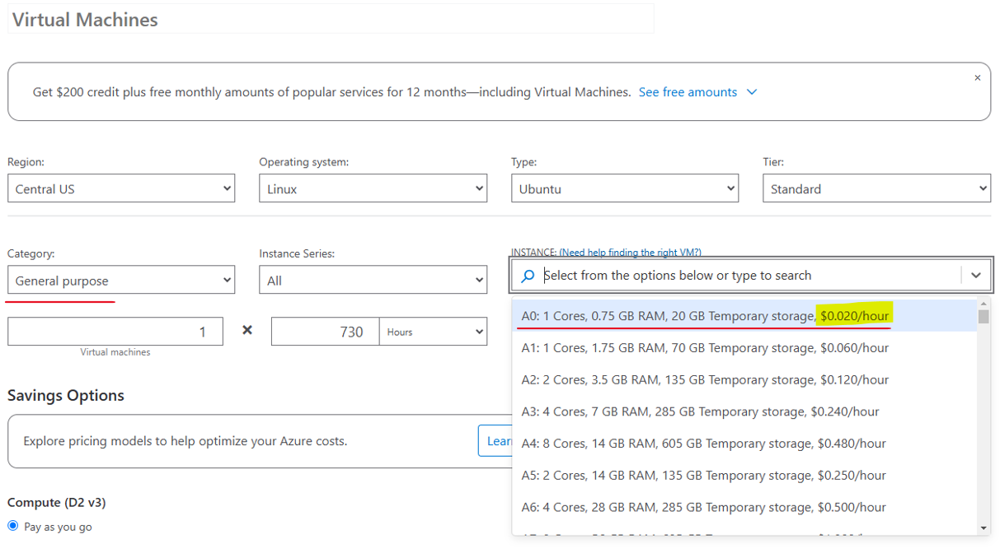 Virtual Machines
Get $200 credit plus free monthly amounts of popular services for 12 months—including Virtual Machines. See free amounts
Region: Operating system: Type: Tier:
Central US Linux Ubuntu Standard
Category: Instance Series: INSTANCE: (Need help finding the right VM?)
General purpose All Select from the options below or type to search
A0: 1 Cores, 0.75 GB RAM, 20 GB Temporary storage, $0.020/hour
1 × 730 Hours
Virtual machines
A1: 1 Cores, 1.75 GB RAM, 70 GB Temporary storage, $0.060/hour
A2: 2 Cores, 3.5 GB RAM, 135 GB Temporary storage, $0.120/hour
Savings Options
A3: 4 Cores, 7 GB RAM, 285 GB Temporary storage, $0.240/hour
Explore pricing models to help optimize your Azure costs. Lear
A4: 8 Cores, 14 GB RAM, 605 GB Temporary storage, $0.480/hour
A5: 2 Cores, 14 GB RAM, 135 GB Temporary storage, $0.250/hour
Compute (D2 v3)
A6: 4 Cores, 28 GB RAM, 285 GB Temporary storage, $0.500/hour
Pay as you go